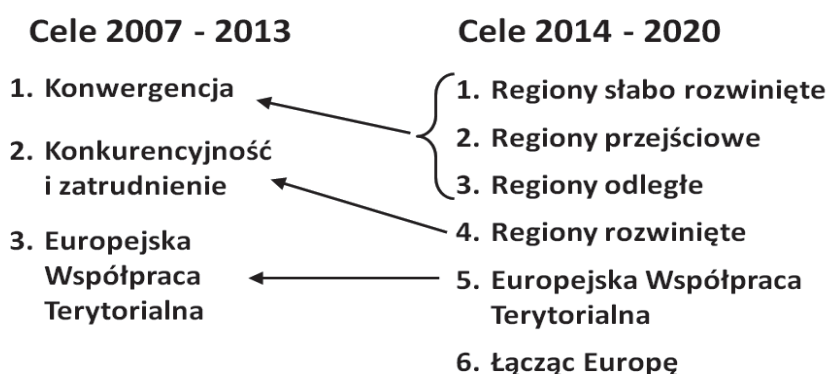 Cele 2007 - 2013
1. Konwergencja
2. Konkurencyjność
i zatrudnienie
3. Europejska
Współpraca
Terytorialna
Cele 2014 - 2020
1. Regiony słabo rozwinięte
2. Regiony przejściowe
3. Regiony odległe
4. Regiony rozwinięte
5. Europejska Współpraca
Terytorialna
6. Łącząc Europę